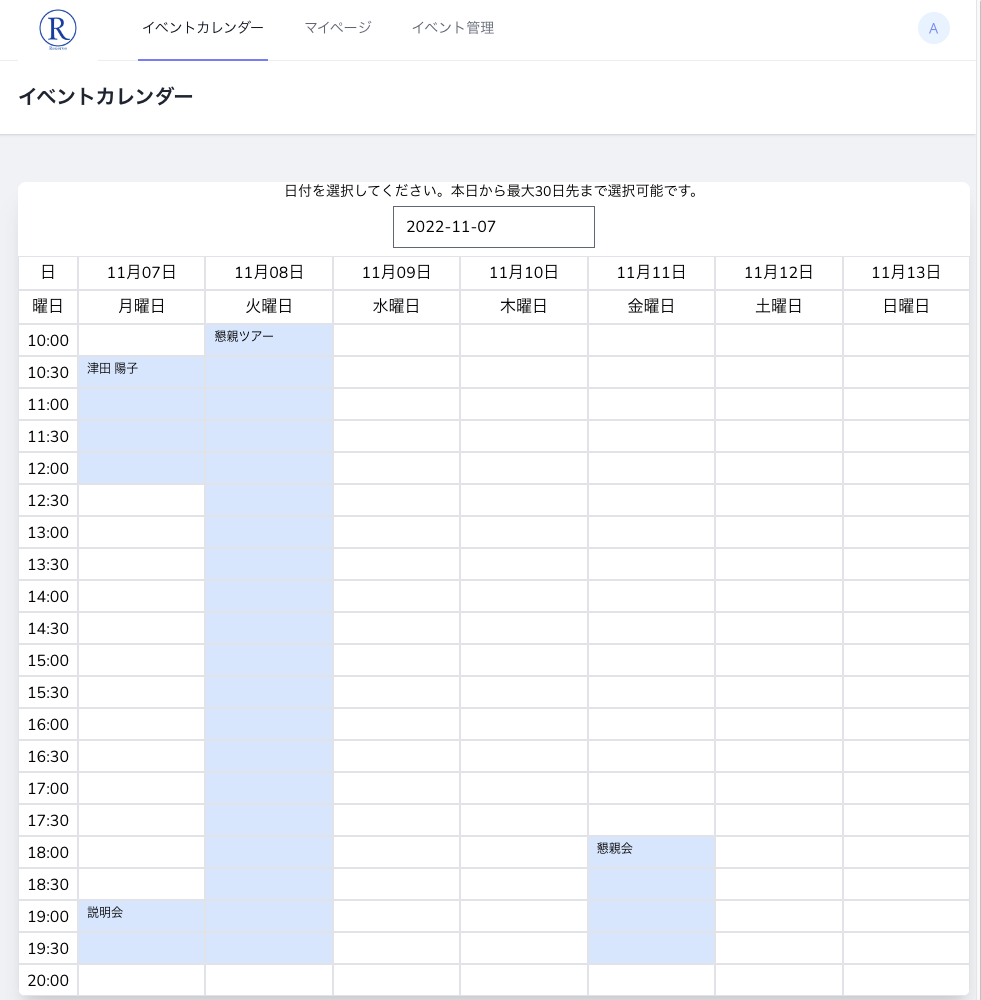 R
イベントカレンダー マイページ イベント管理 A
イベントカレンダー
日付を選択してください。本日から最大30日先まで選択可能です。
2022-11-07
日 11月07日 11月08日 11月09日 11月10日 11月11日 11月12日 11月13日
曜日 月曜日 火曜日 水曜日 木曜日 金曜日 土曜日 日曜日
10:00 懇親ツアー
10:30 津田 陽子
11:00
11:30
12:00
12:30
13:00
13:30
14:00
14:30
15:00
15:30
16:00
16:30
17:00
17:30
18:00 懇親会
18:30
19:00 説明会
19:30
20:00